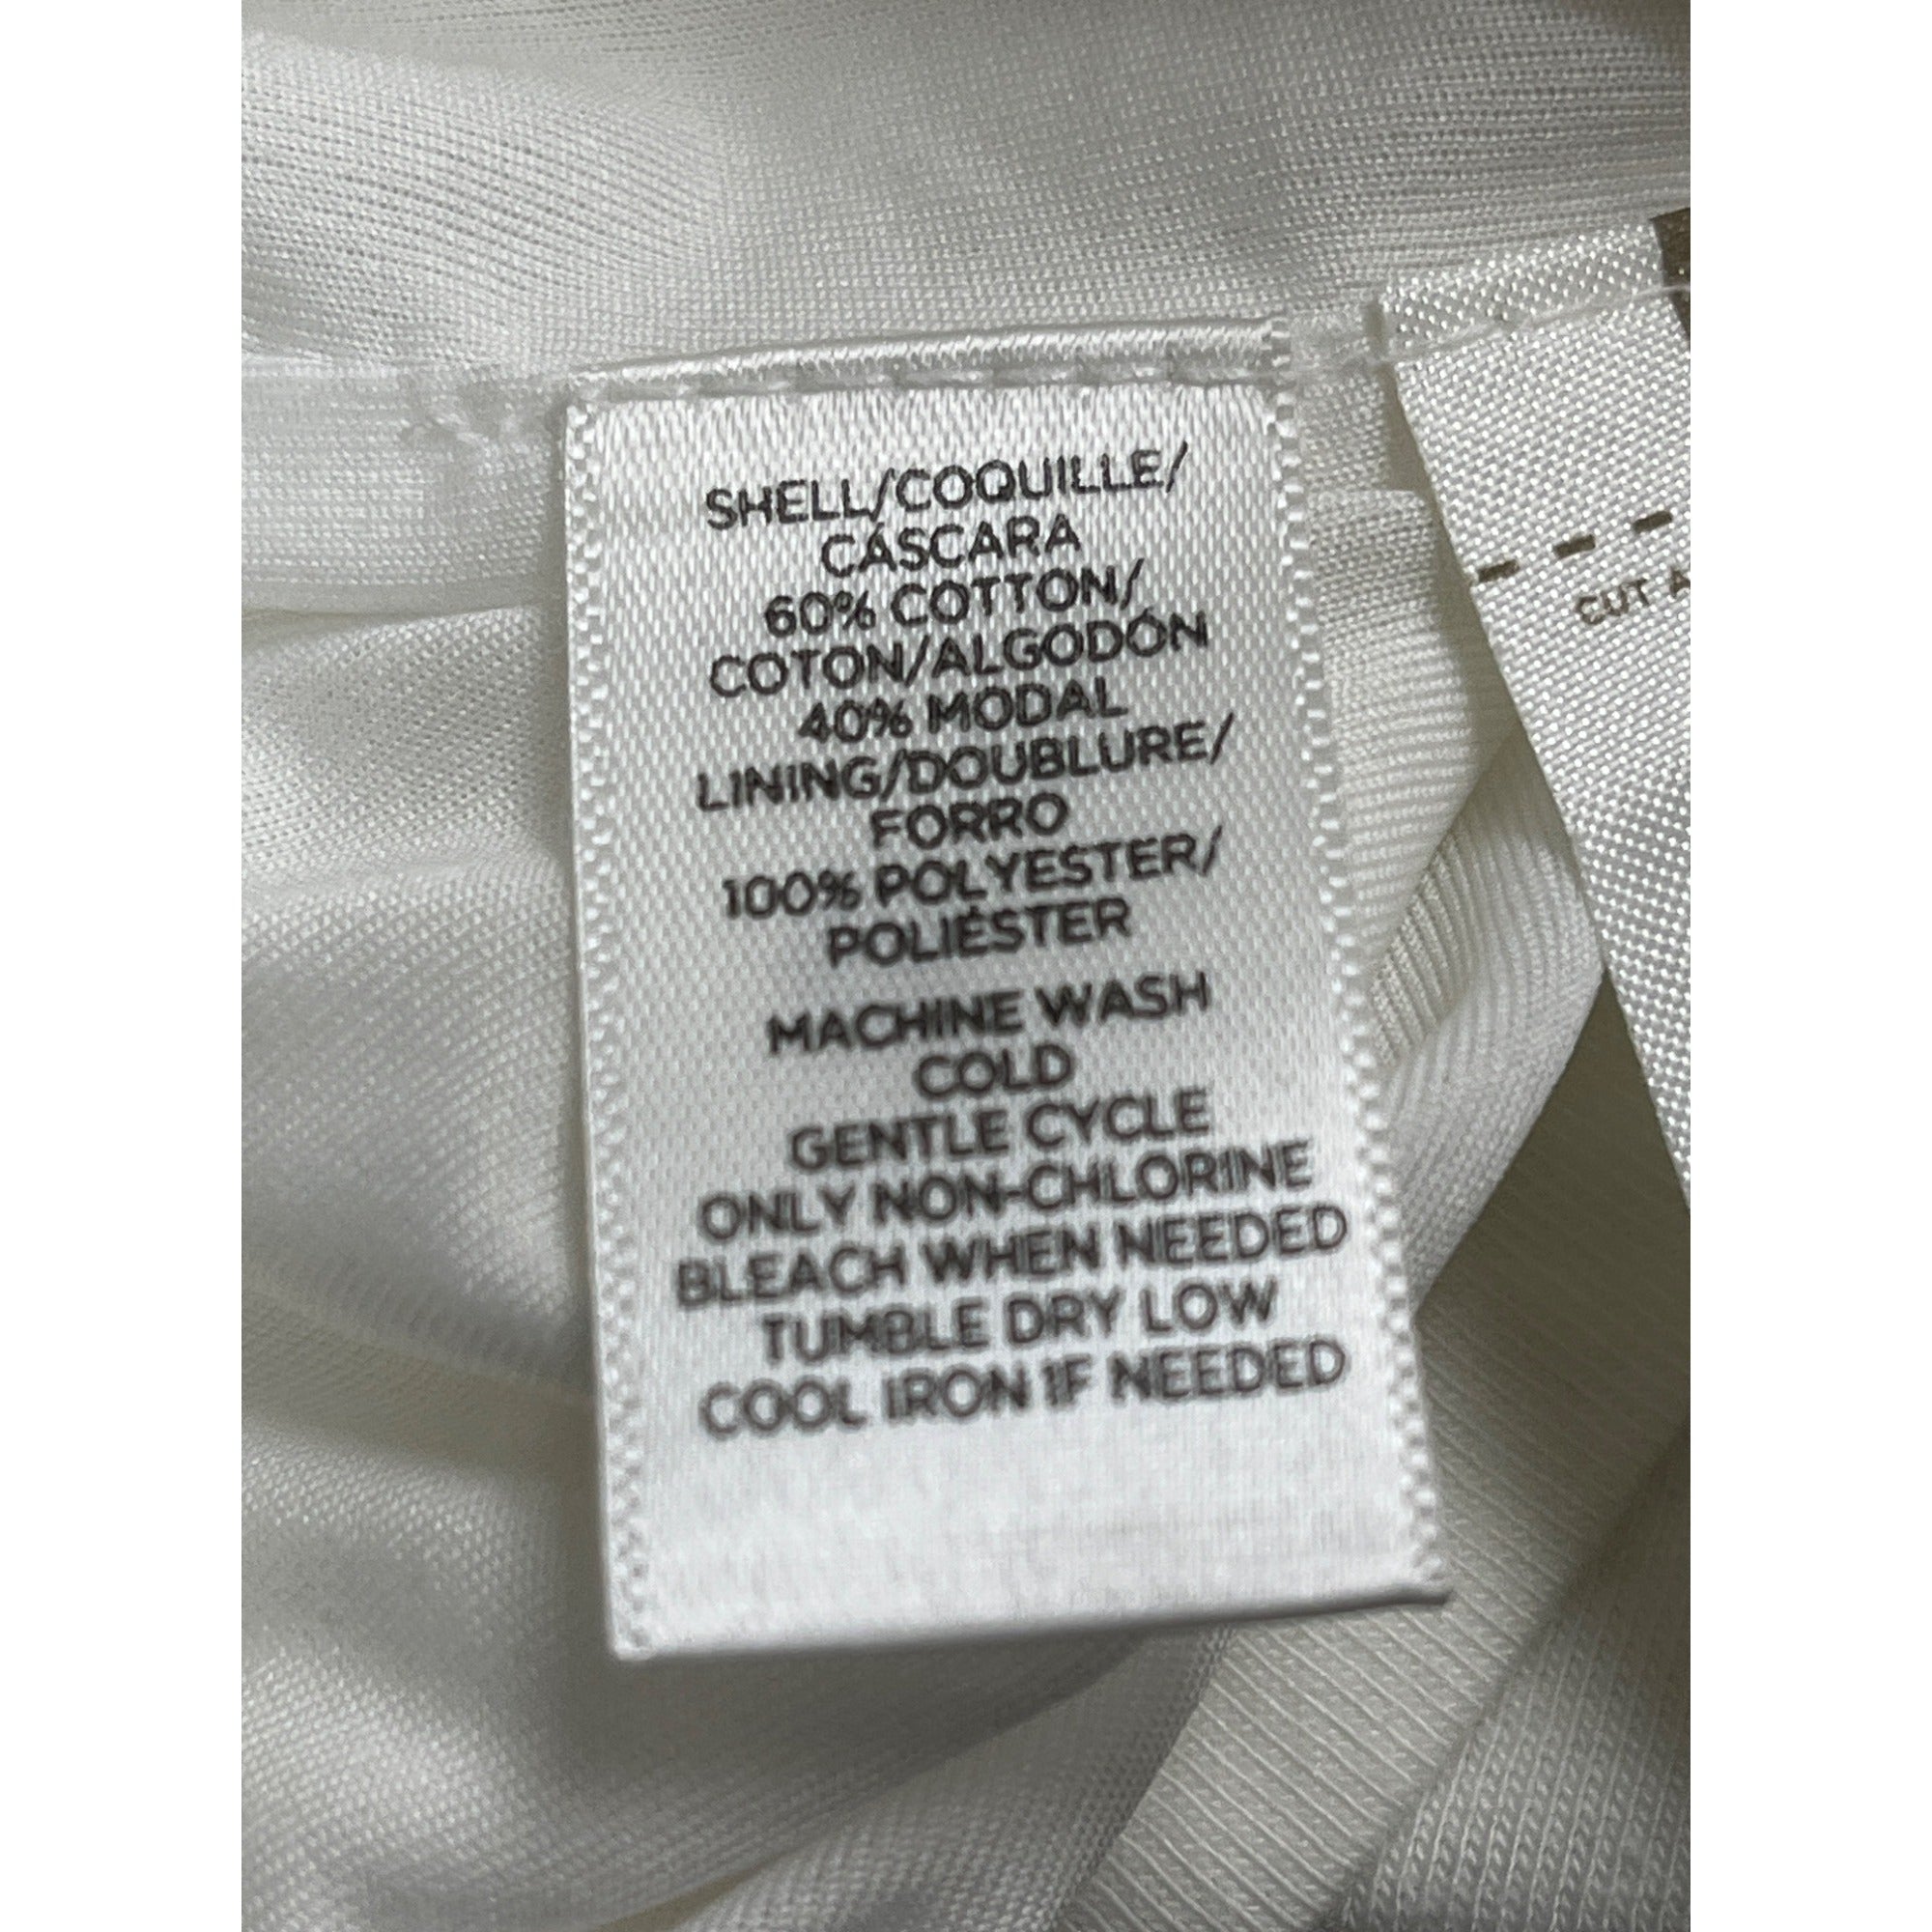 SHELL/COQUILLE/
CÁSCARA
60% COTTON/
COTON/ALGODÓN
40% MODAL
LINING/DOUBLURE/
FORRO
100% POLYESTER/
POLIÉSTER
MACHINE WASH
COLD
GENTLE CYCLE
ONLY NON-CHLORINE
BLEACH WHEN NEEDED
TUMBLE DRY LOW
COOL IRON IF NEEDED
CUT A